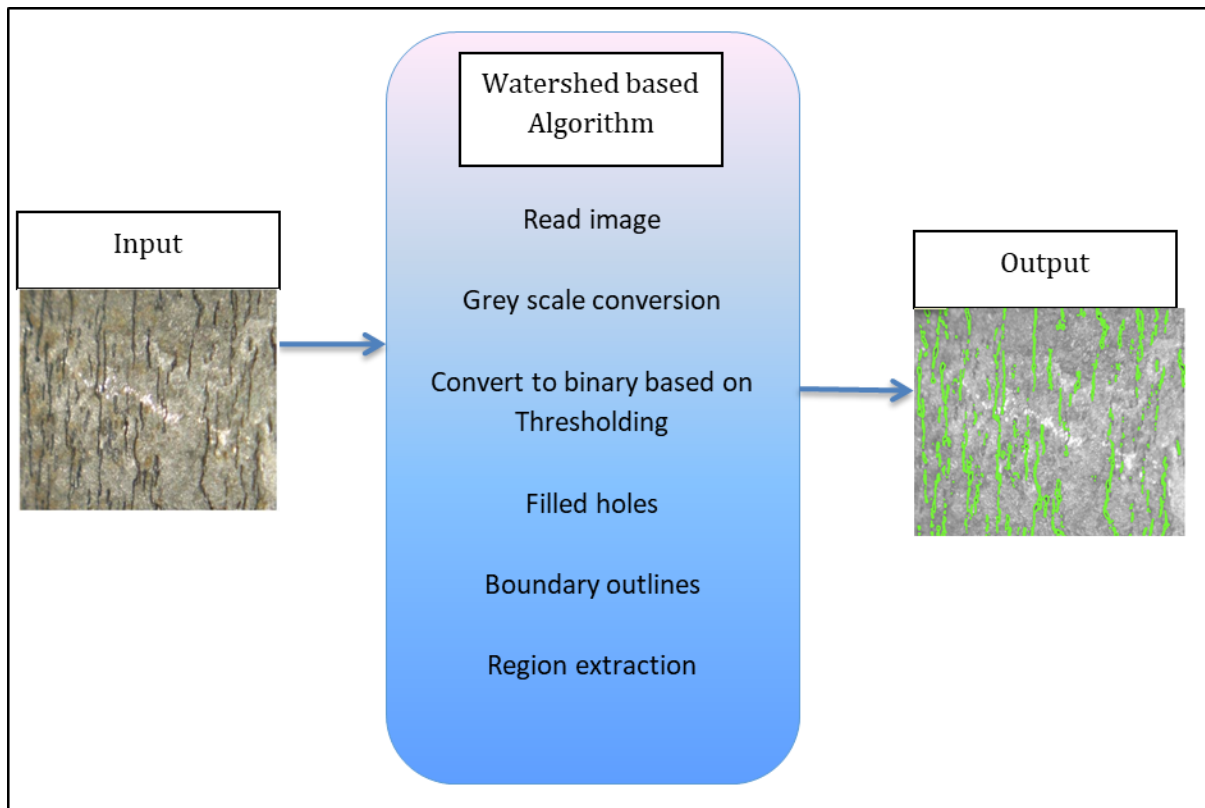 Watershed based
Algorithm
Input
Read image
Grey scale conversion
Convert to binary based on
Thresholding
Filled holes
Boundary outlines
Region extraction
Output